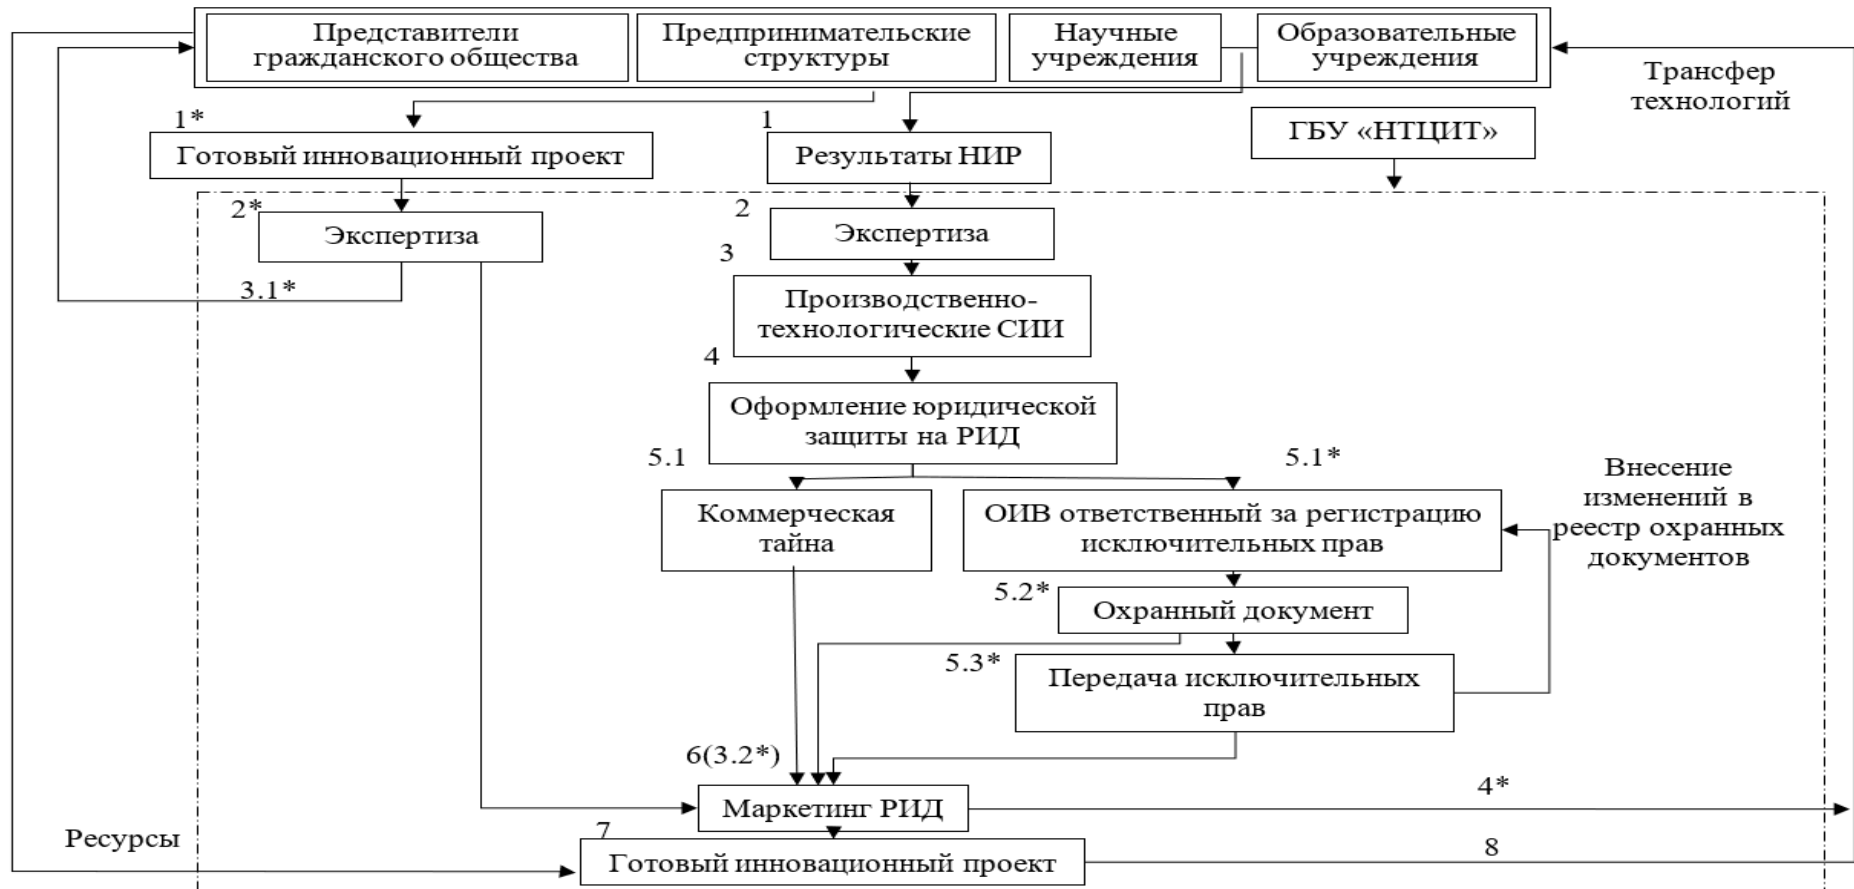 Представители
гражданского общества
Предпринимательские
структуры
Научные
учреждения
Образовательные
учреждения
Трансфер
технологий
1*
Готовый инновационный проект
1
Результаты НИР
ГБУ «НТЦИТ»
2*
Экспертиза
2
Экспертиза
3.1*
3
Производственно-
технологические СИИ
4
Оформление юридической
защиты на РИД
5.1
5.1*
Коммерческая
тайна
ОИВ ответственный за регистрацию
исключительных прав
Внесение
изменений в
реестр охранных
документов
5.2*
Охранный документ
5.3*
Передача исключительных
прав
6(3.2*)
Маркетинг РИД
4*
Ресурсы
7
Готовый инновационный проект
8